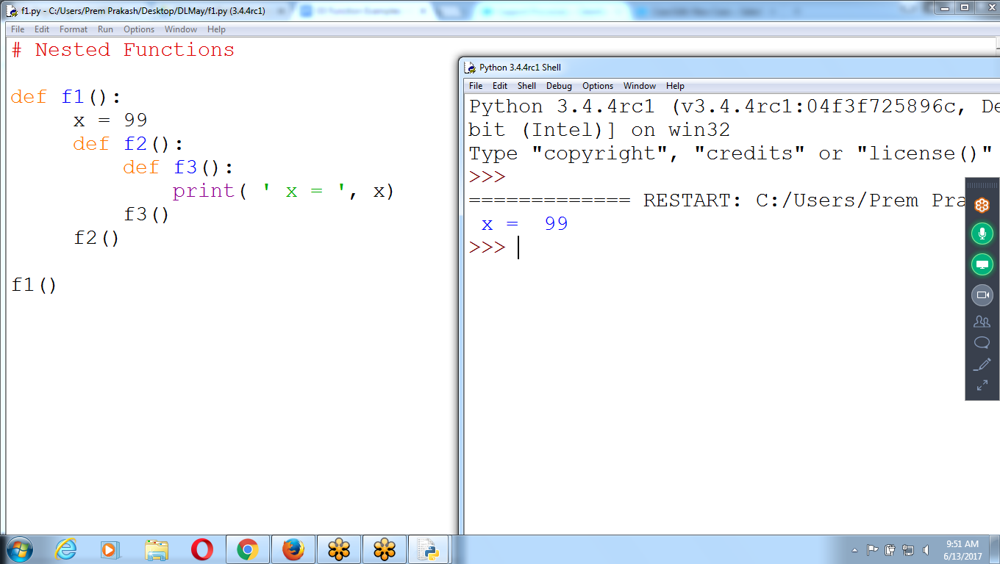 f1.py - C:/Users/Prem Prakash/Desktop/DLMay/f1.py (3.4.4rc1)
File Edit Format Run Options Window Help
# Nested Functions
def f1():
x = 99
def f2():
def f3():
print( ' x = ', x)
f3()
f2()
f1()
Python 3.4.4rc1 Shell
File Edit Shell Debug Options Window Help
Python 3.4.4rc1 (v3.4.4rc1:04f3f725896c, De
bit (Intel)] on win32
Type "copyright", "credits" or "license()"
>>>
============= RESTART: C:/Users/Prem Pra
x =  99
>>>
9:51 AM
6/13/2017